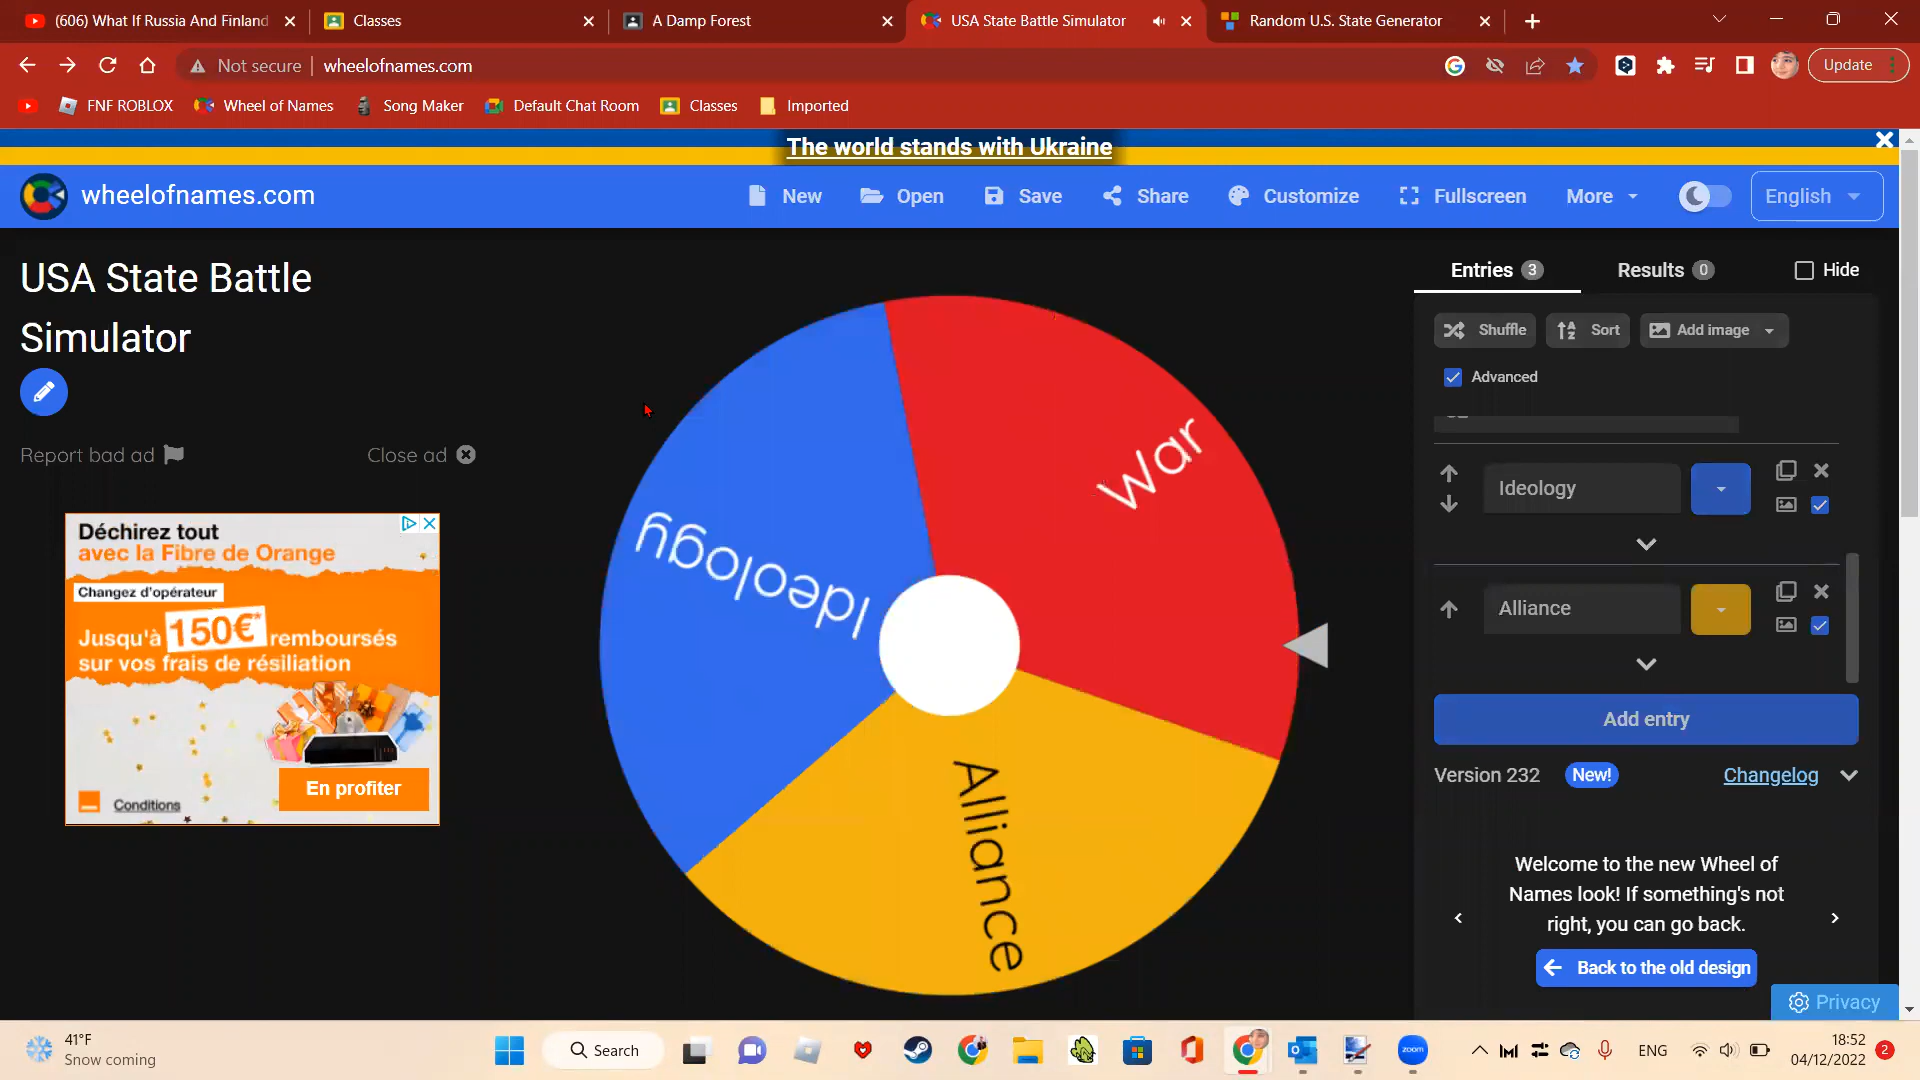 (606) What If Russia And Finland
Classes
A Damp Forest
USA State Battle Simulator
Random U.S. State Generator
Not secure
wheelofnames.com
Update
FNF ROBLOX
Wheel of Names
Song Maker
Default Chat Room
Classes
Imported
The world stands with Ukraine
wheelofnames.com
New
Open
Save
Share
Customize
Fullscreen
More
English
USA State Battle
Simulator
Report bad ad
Close ad
Déchirez tout
avec la Fibre de Orange
Changez d'opérateur
Jusqu'à 150€* remboursés
sur vos frais de résiliation
En profiter
Conditions
War
Ideology
Alliance
Entries 3
Results 0
Hide
Shuffle
Sort
Add image
Advanced
Ideology
Alliance
Add entry
Version 232
New!
Changelog
Welcome to the new Wheel of
Names look! If something's not
right, you can go back.
Back to the old design
Privacy
41°F
Snow coming
Search
zoom
ENG
18:52
04/12/2022
2